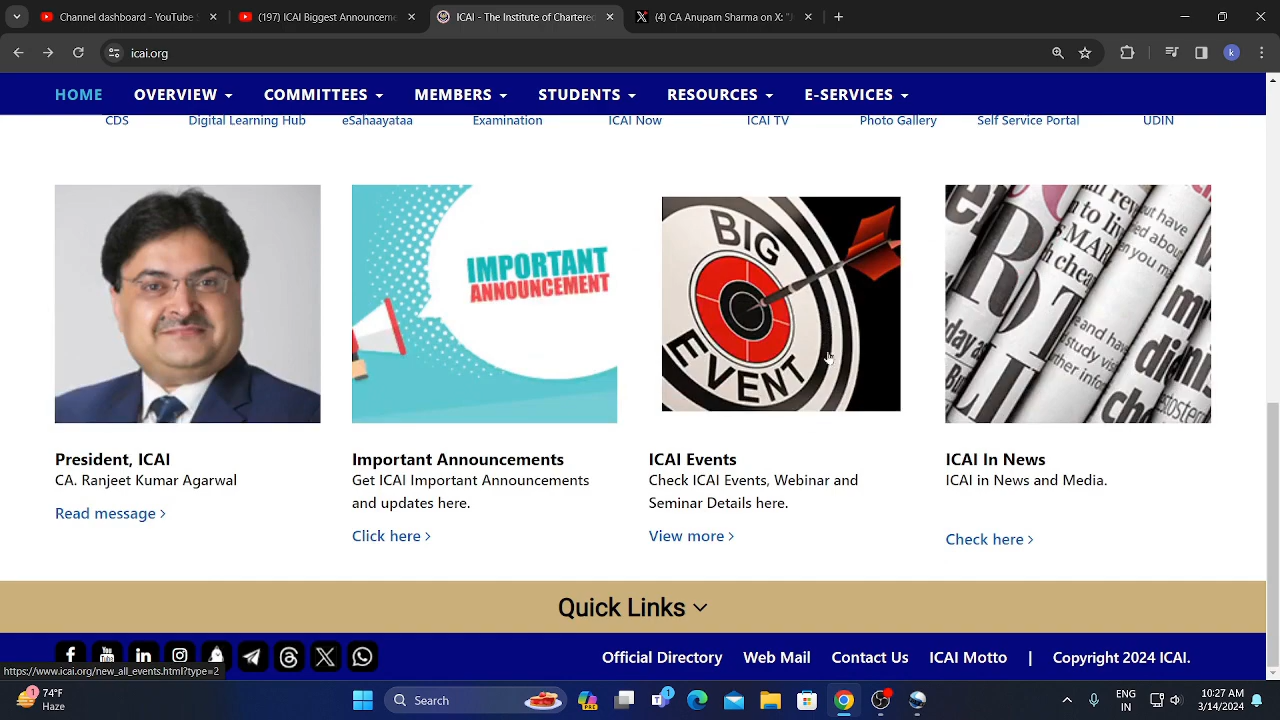 Channel dashboard - YouTube S
(197) ICAI Biggest Announceme
ICAI - The Institute of Chartered
(4) CA Anupam Sharma on X: "J
icai.org
k
HOME OVERVIEW COMMITTEES MEMBERS STUDENTS RESOURCES E-SERVICES
CDS Digital Learning Hub eSahaayataa Examination ICAI Now ICAI TV Photo Gallery Self Service Portal UDIN
IMPORTANT
ANNOUNCEMENT
BIG
EVENT
President, ICAI
CA. Ranjeet Kumar Agarwal
Read message >
Important Announcements
Get ICAI Important Announcements
and updates here.
Click here >
ICAI Events
Check ICAI Events, Webinar and
Seminar Details here.
View more >
ICAI In News
ICAI in News and Media.
Check here >
Quick Links
Official Directory Web Mail Contact Us ICAI Motto | Copyright 2024 ICAI.
https://www.icai.org/new_all_events.html?type=2
1
74°F
Haze
Search
PRE
1
ENG
IN
10:27 AM
3/14/2024